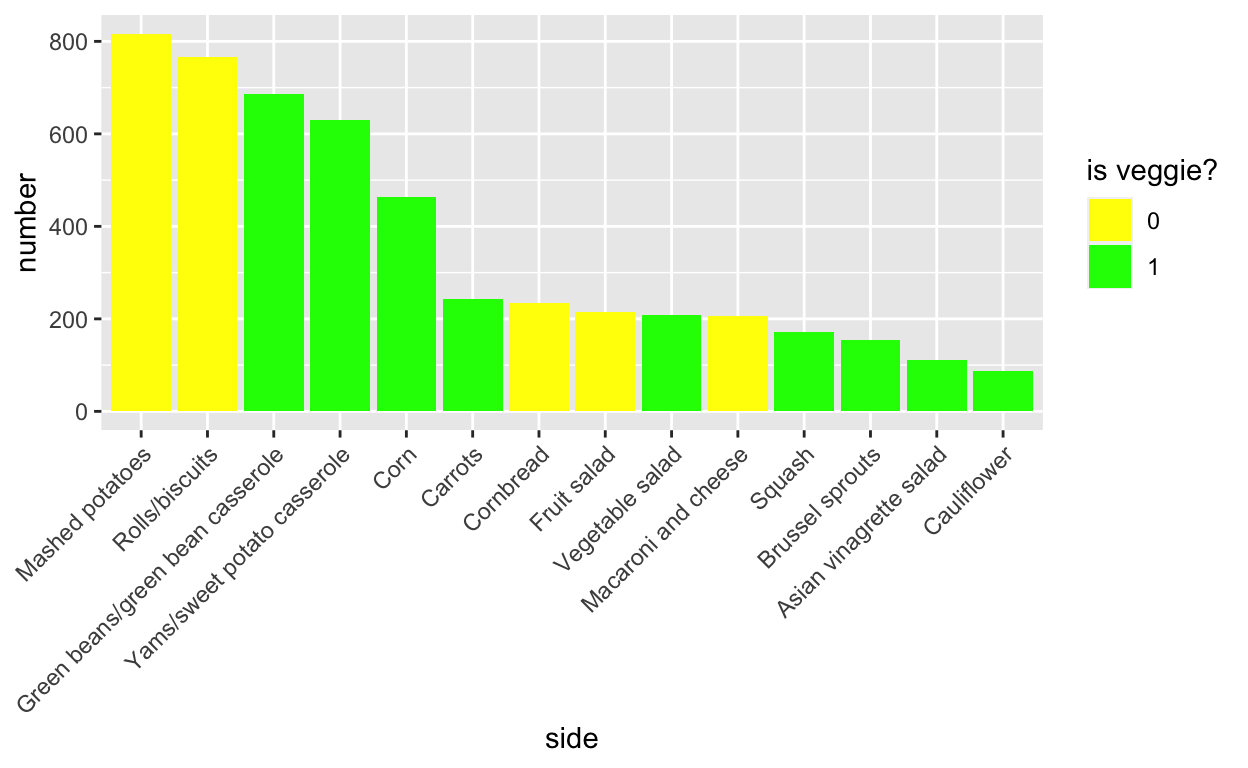 800
600
400
200
0
number
Mashed potatoes
Rolls/biscuits
Green beans/green bean casserole
Yams/sweet potato casserole
Corn
Carrots
Cornbread
Fruit salad
Vegetable salad
Macaroni and cheese
Squash
Brussel sprouts
Asian vinagrette salad
Cauliflower
side
is veggie?
0
1